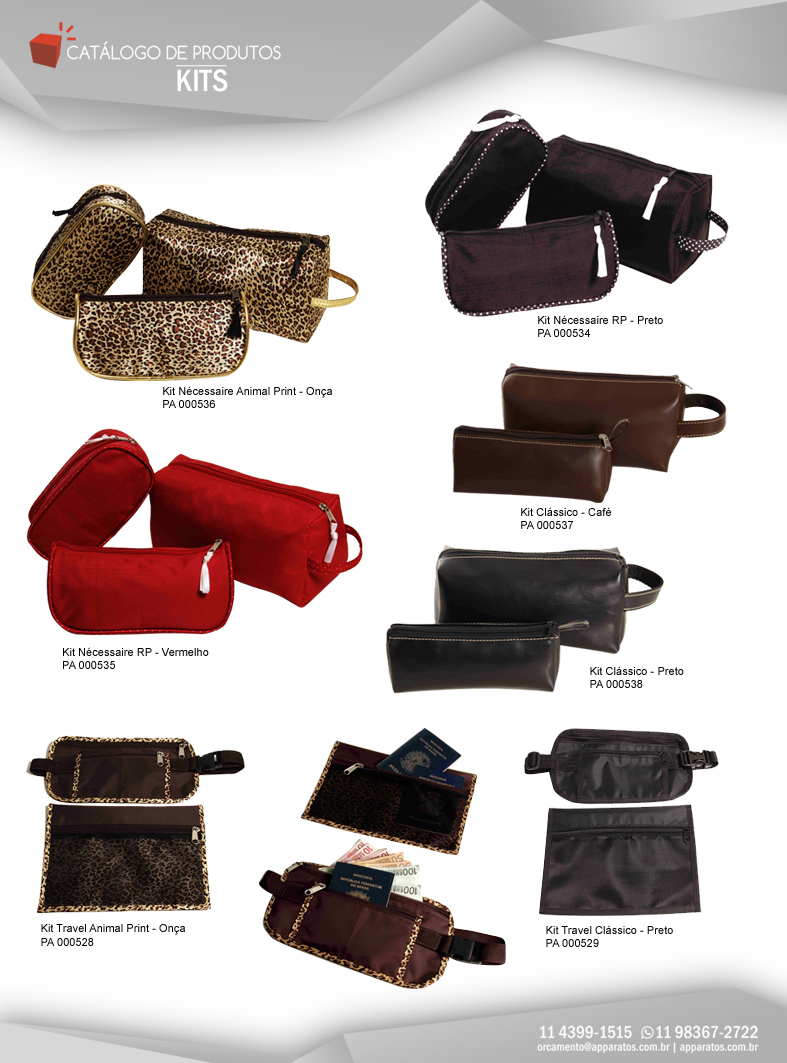 CATÁLOGO DE PRODUTOS
KITS
Kit Nécessaire RP - Preto
PA 000534
Kit Nécessaire Animal Print - Onça
PA 000536
Kit Clássico - Café
PA 000537
Kit Nécessaire RP - Vermelho
PA 000535
Kit Clássico - Preto
PA 000538
Kit Travel Animal Print - Onça
PA 000528
Kit Travel Clássico - Preto
PA 000529
11 4399-1515 11 98367-2722
orcamento@apparatos.com.br | apparatos.com.br